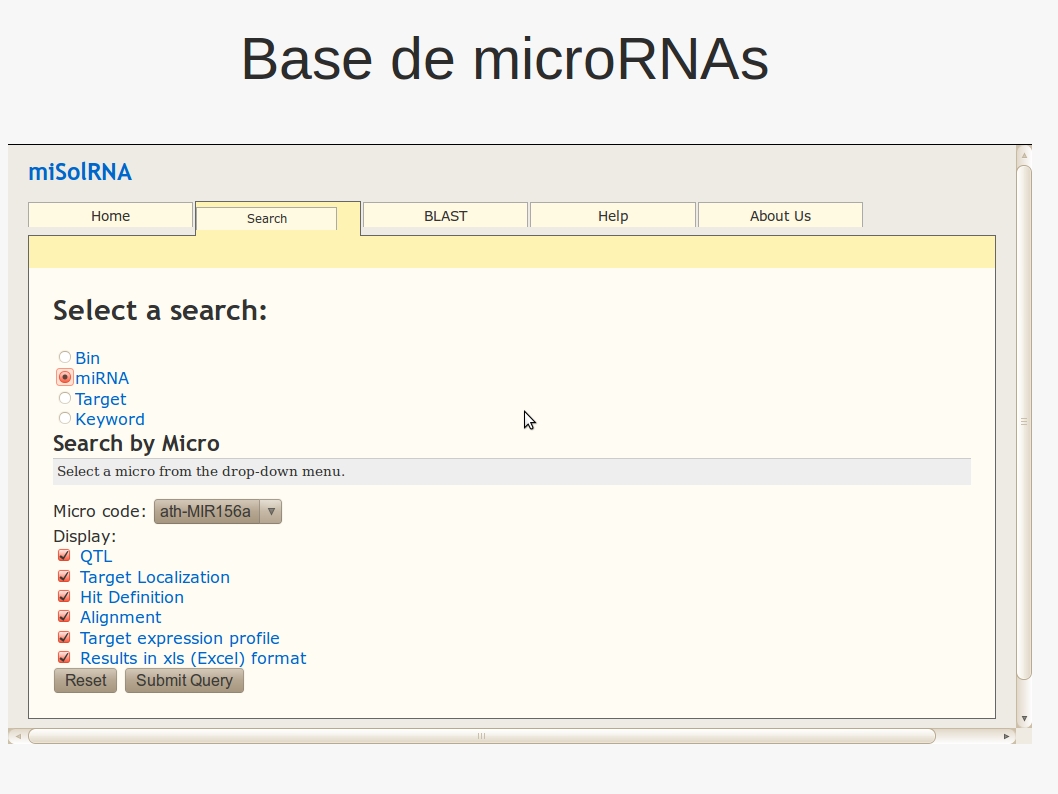 Base de microRNAs
miSolRNA
Home Search BLAST Help About Us
Select a search:
Bin
miRNA
Target
Keyword
Search by Micro
Select a micro from the drop-down menu.
Micro code: ath-MIR156a
Display:
QTL
Target Localization
Hit Definition
Alignment
Target expression profile
Results in xls (Excel) format
Reset Submit Query